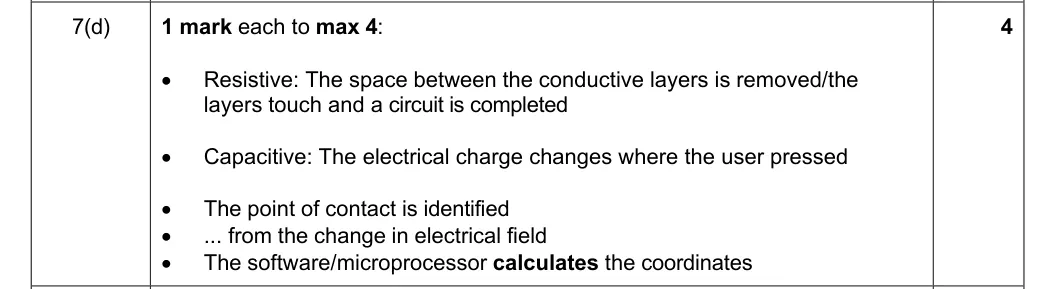 7(d)
1 mark each to max 4:
4
• Resistive: The space between the conductive layers is removed/the
layers touch and a circuit is completed
• Capacitive: The electrical charge changes where the user pressed
• The point of contact is identified
• ... from the change in electrical field
• The software/microprocessor calculates the coordinates